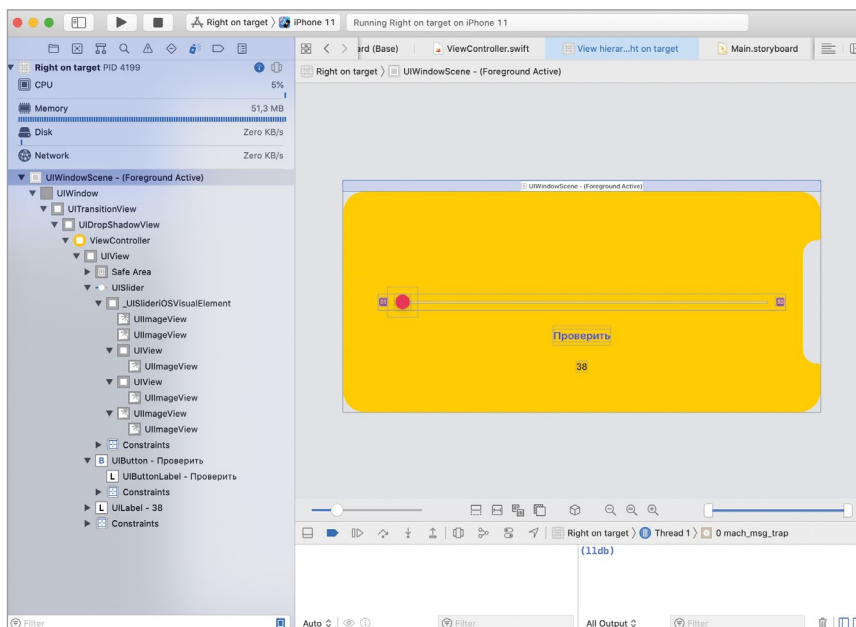 Right on target 〉 iPhone 11
Running Right on target on iPhone 11
ard (Base)
ViewController.swift
View hierar...ht on target
Main.storyboard
Right on target PID 4199
CPU 5%
Memory 51,3 MB
Disk Zero KB/s
Network Zero KB/s
Right on target 〉 UIWindowScene - (Foreground Active)
UIWindowScene - (Foreground Active)
UIWindow
UITransitionView
UIDropShadowView
ViewController
UIView
Safe Area
UISlider
_UISlideriOSVisualElement
UIImageView
UIImageView
UIView
UIImageView
UIView
UIImageView
UIImageView
UIImageView
Constraints
B UIButton - Проверить
L UIButtonLabel - Проверить
Constraints
L UILabel - 38
Constraints
UIWindowScene - (Foreground Active)
01
50
Проверить
38
Right on target 〉 Thread 1 〉 0 mach_msg_trap
(lldb)
Filter
Auto
Filter
All Output
Filter